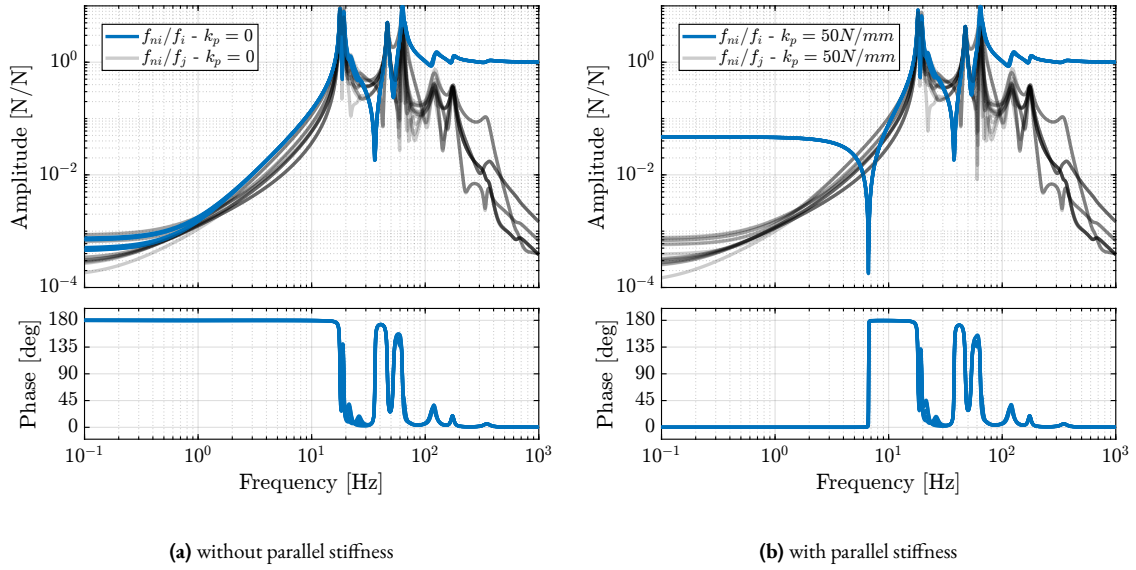 f_{ni}/f_i - k_p = 0
f_{ni}/f_j - k_p = 0
Amplitude [N/N]
10^0
10^{-2}
10^{-4}
Phase [deg]
180
135
90
45
0
10^{-1} 10^0 10^1 10^2 10^3
Frequency [Hz]
(a) without parallel stiffness
f_{ni}/f_i - k_p = 50N/mm
f_{ni}/f_j - k_p = 50N/mm
Amplitude [N/N]
10^0
10^{-2}
10^{-4}
Phase [deg]
180
135
90
45
0
10^{-1} 10^0 10^1 10^2 10^3
Frequency [Hz]
(b) with parallel stiffness